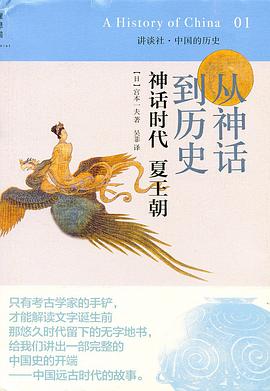 A History of China 01
讲谈社·中国的历史
从神话
到历史
神话时代 夏王朝
[日] 宫本一夫 著 吴菲 译
只有考古学家的手铲，
才能解读文字诞生前
那悠久时代留下的无字地书，
给我们讲出一部完整的
中国史的开端
——中国远古时代的故事。